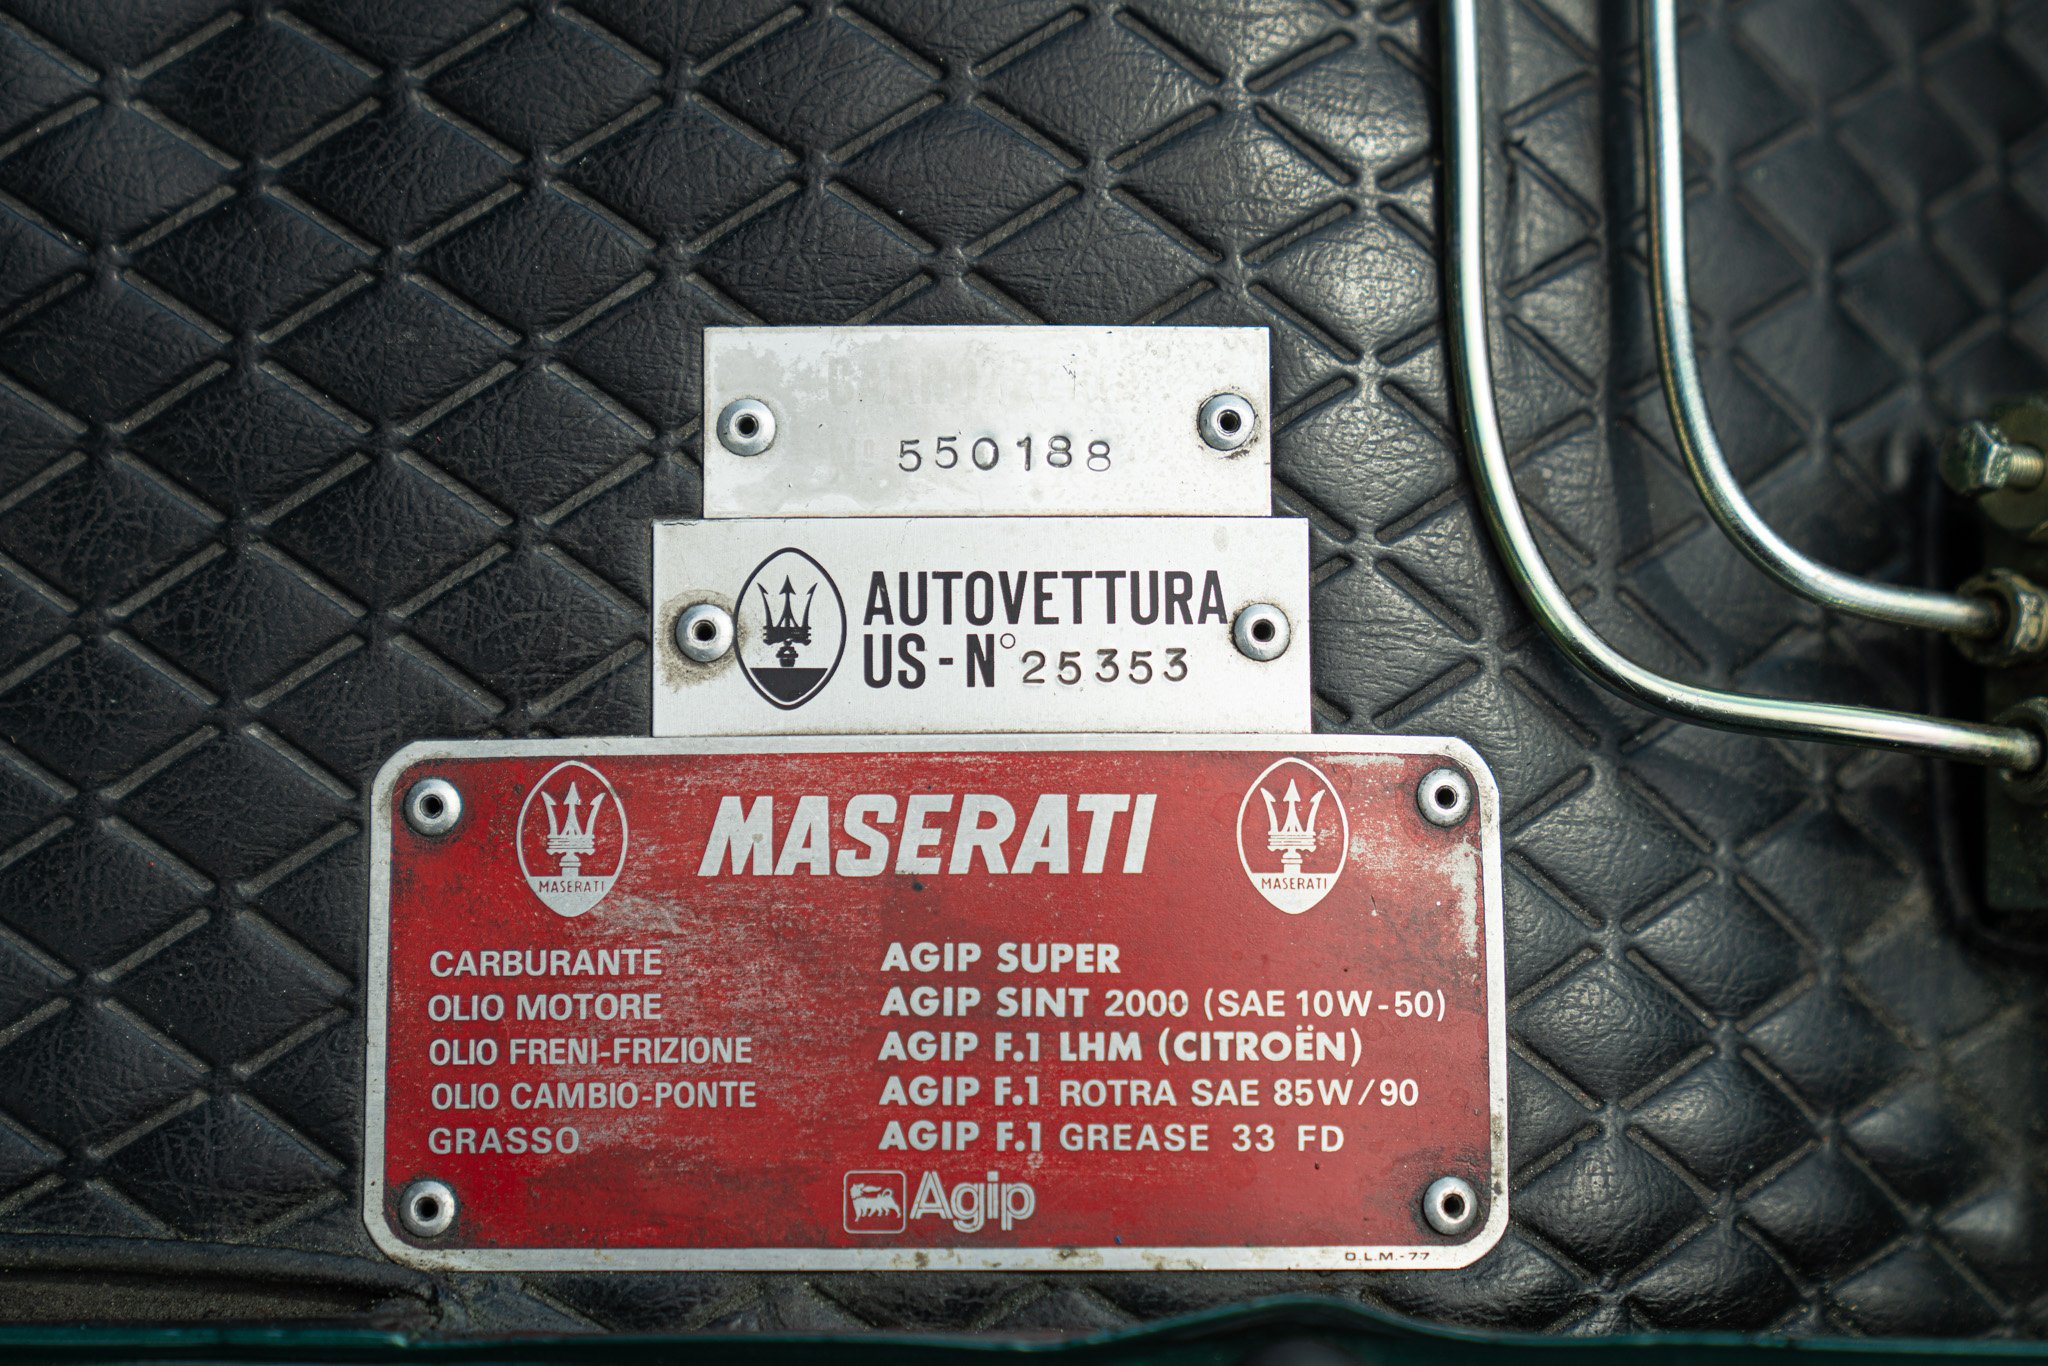 550188
AUTOVETTURA
US-N° 25353
MASERATI
MASERATI
MASERATI
CARBURANTE AGIP SUPER
OLIO MOTORE AGIP SINT 2000 (SAE 10W-50)
OLIO FRENI-FRIZIONE AGIP F.1 LHM (CITROËN)
OLIO CAMBIO-PONTE AGIP F.1 ROTRA SAE 85W/90
GRASSO AGIP F.1 GREASE 33 FD
Agip
O.L.M.-77